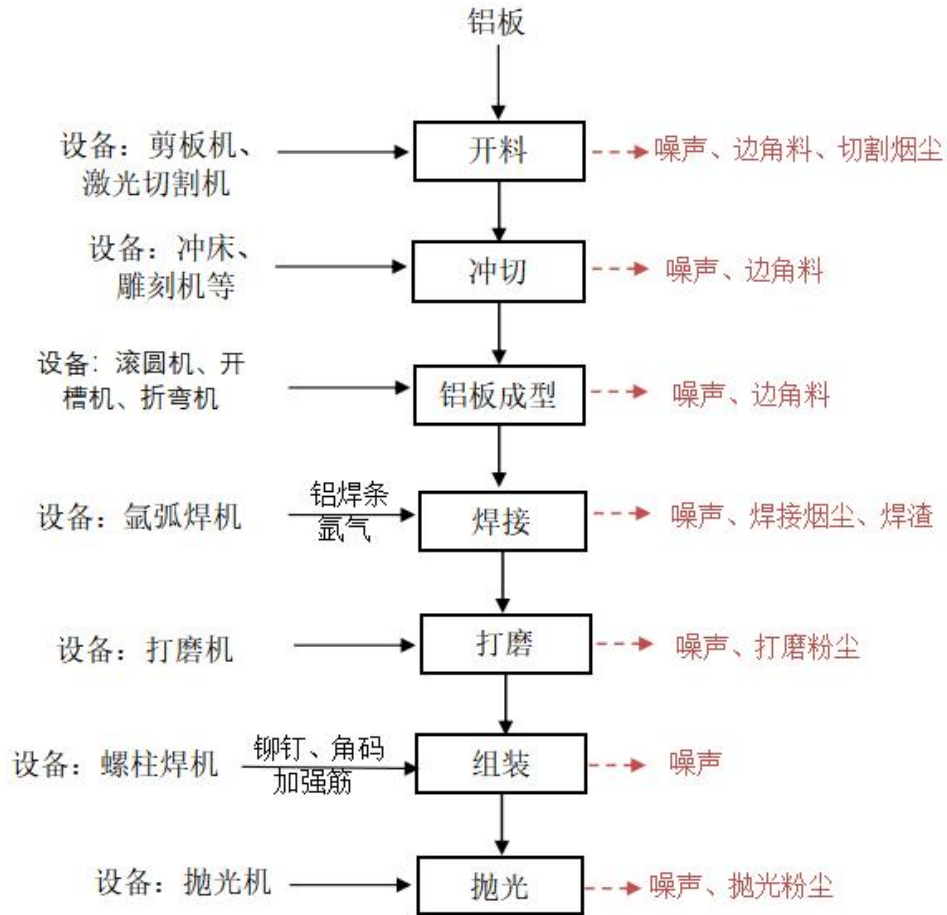 铝板
设备：剪板机、
激光切割机
开料
噪声、边角料、切割烟尘
设备：冲床、
雕刻机等
冲切
噪声、边角料
设备：滚圆机、开
槽机、折弯机
铝板成型
噪声、边角料
设备：氩弧焊机
铝焊条
氩气
焊接
噪声、焊接烟尘、焊渣
设备：打磨机
打磨
噪声、打磨粉尘
设备：螺柱焊机
铆钉、角码
加强筋
组装
噪声
设备：抛光机
抛光
噪声、抛光粉尘